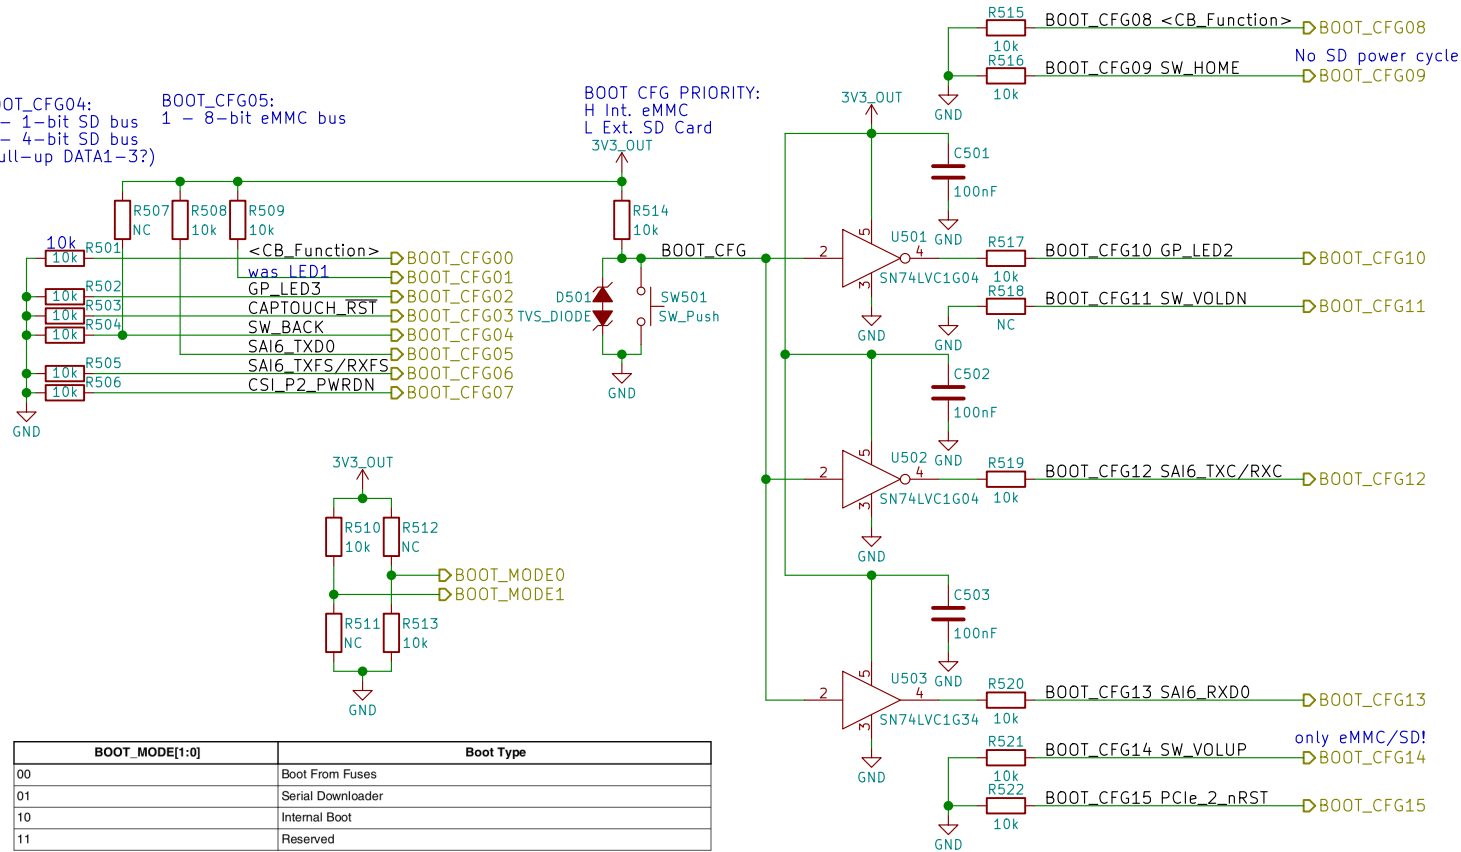 R515
BOOT_CFG08 <CB_Function>
BOOT_CFG08
10k
No SD power cycle
R516
BOOT_CFG09 SW_HOME
BOOT_CFG09
10k
GND
OOT_CFG04:
– 1-bit SD bus
– 4-bit SD bus
ull-up DATA1-3?)
BOOT_CFG05:
1 – 8-bit eMMC bus
BOOT CFG PRIORITY:
H Int. eMMC
L Ext. SD Card
3V3_OUT
3V3_OUT
C501
100nF
GND
R507
NC
R508
10k
R509
10k
R514
10k
10k
R501
10k
<CB_Function>
BOOT_CFG00
was LED1
BOOT_CFG01
R502
10k
GP_LED3
BOOT_CFG02
R503
10k
CAPTOUCH_RST
BOOT_CFG03
R504
10k
SW_BACK
BOOT_CFG04
SAI6_TXD0
BOOT_CFG05
R505
10k
SAI6_TXFS/RXFS
BOOT_CFG06
R506
10k
CSI_P2_PWRDN
BOOT_CFG07
GND
BOOT_CFG
D501
TVS_DIODE
SW501
SW_Push
GND
2
5
U501
4
SN74LVC1G04
3
GND
R517
10k
BOOT_CFG10 GP_LED2
BOOT_CFG10
R518
NC
BOOT_CFG11 SW_VOLDN
BOOT_CFG11
GND
C502
100nF
GND
2
5
U502
4
SN74LVC1G04
3
GND
R519
10k
BOOT_CFG12 SAI6_TXC/RXC
BOOT_CFG12
3V3_OUT
R510
10k
R512
NC
BOOT_MODE0
BOOT_MODE1
R511
NC
R513
10k
GND
C503
100nF
GND
2
5
U503
4
SN74LVC1G34
3
GND
R520
10k
BOOT_CFG13 SAI6_RXD0
BOOT_CFG13
only eMMC/SD!
R521
10k
BOOT_CFG14 SW_VOLUP
BOOT_CFG14
R522
10k
BOOT_CFG15 PCIe_2_nRST
BOOT_CFG15
GND
BOOT_MODE[1:0] Boot Type
00 Boot From Fuses
01 Serial Downloader
10 Internal Boot
11 Reserved